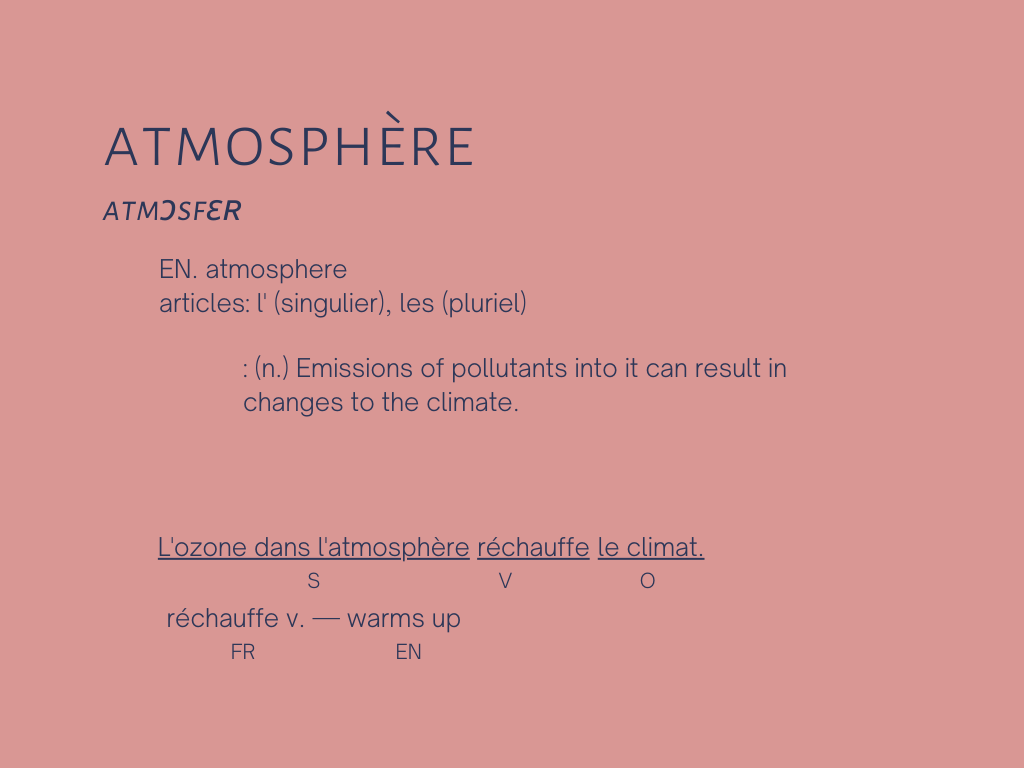 ATMOSPHÈRE
ATMƆSFƐR
EN. atmosphere
articles: l' (singulier), les (pluriel)
: (n.) Emissions of pollutants into it can result in
changes to the climate.
L'ozone dans l'atmosphère réchauffe le climat.
S V O
réchauffe v. — warms up
FR EN